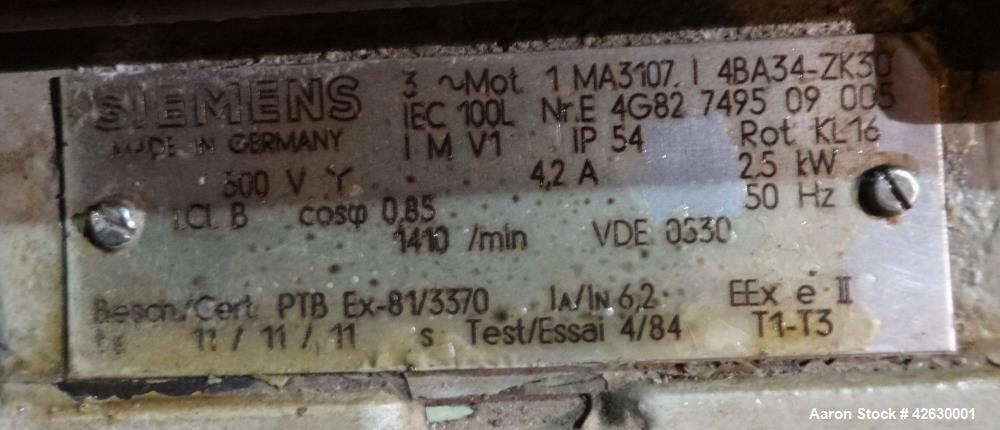 SIEMENS
MADE IN GERMANY
3 ~Mot. 1 MA3107. I 4BA34-ZK30
IEC 100L Nr.E 4G82 7495 09 005
I M V1 IP 54 Rot KL16
500 V Y 4,2 A 2.5 kW
I.Cl. B cosφ 0,85 50 Hz
1410 /min VDE 0530
Besch/Cert PTB Ex-81/3370 IA/IN 6,2 EEx e II
tE 11 / 11 / 11 s Test/Essai 4/84 T1-T3
Aaron Stock # 42630001